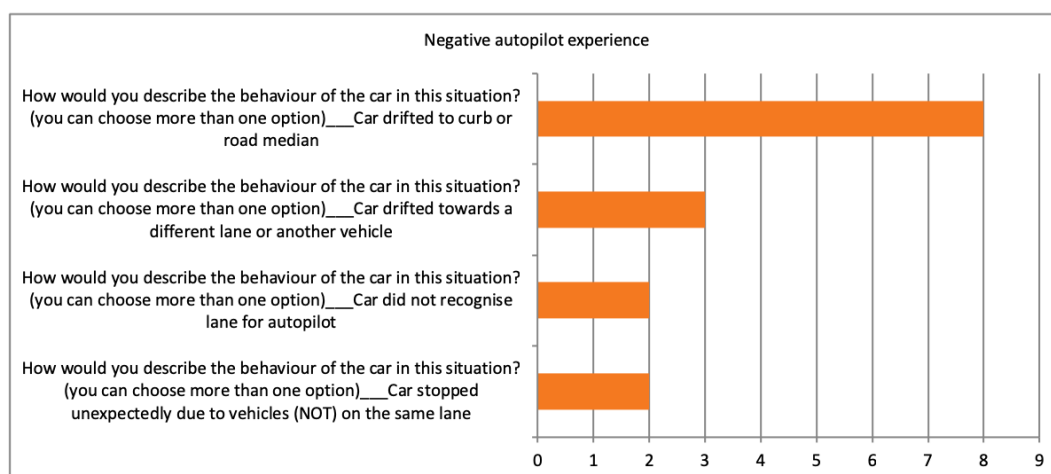 Negative autopilot experience
How would you describe the behaviour of the car in this situation?
(you can choose more than one option)___Car drifted to curb or
road median
How would you describe the behaviour of the car in this situation?
(you can choose more than one option)___Car drifted towards a
different lane or another vehicle
How would you describe the behaviour of the car in this situation?
(you can choose more than one option)___Car did not recognise
lane for autopilot
How would you describe the behaviour of the car in this situation?
(you can choose more than one option)___Car stopped
unexpectedly due to vehicles (NOT) on the same lane
0 1 2 3 4 5 6 7 8 9